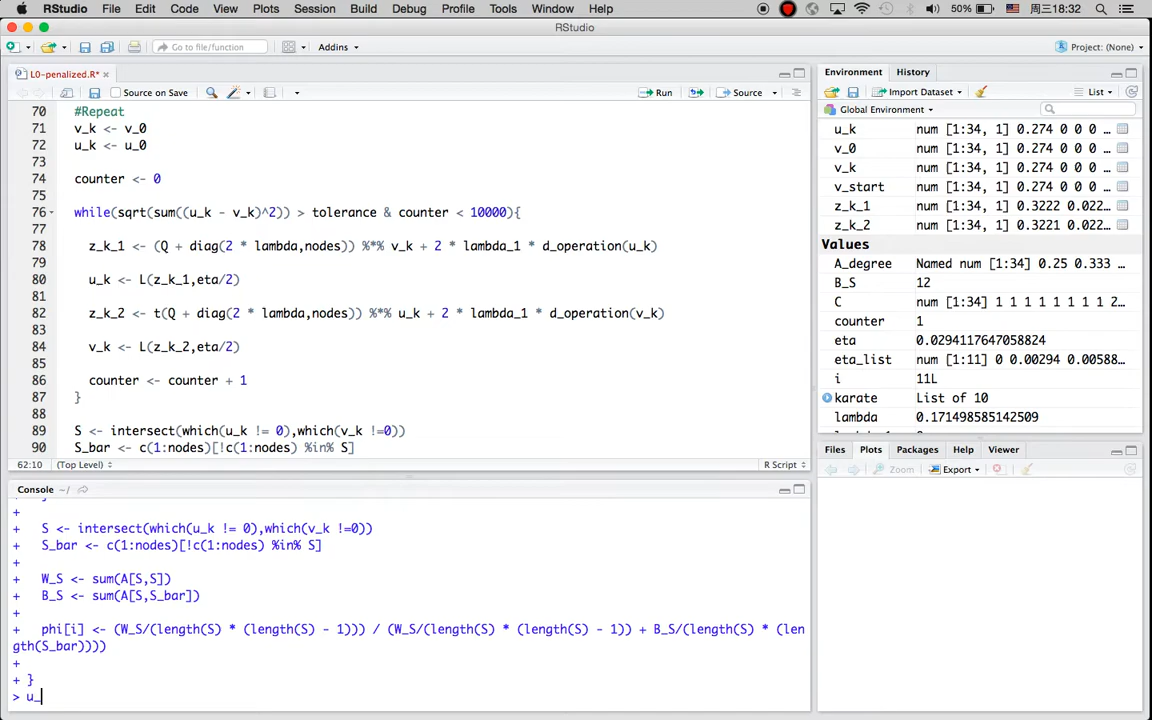 RStudio File Edit Code View Plots Session Build Debug Profile Tools Window Help 50% 周三18:32
RStudio
Go to file/function Addins Project: (None)
L0-penalized.R*
Source on Save Run Source
70 #Repeat
71 v_k <- v_0
72 u_k <- u_0
73
74 counter <- 0
75
76 while(sqrt(sum((u_k - v_k)^2)) > tolerance & counter < 10000){
77
78 z_k_1 <- (Q + diag(2 * lambda,nodes)) %*% v_k + 2 * lambda_1 * d_operation(u_k)
79
80 u_k <- L(z_k_1,eta/2)
81
82 z_k_2 <- t(Q + diag(2 * lambda,nodes)) %*% u_k + 2 * lambda_1 * d_operation(v_k)
83
84 v_k <- L(z_k_2,eta/2)
85
86 counter <- counter + 1
87 }
88
89 S <- intersect(which(u_k != 0),which(v_k !=0))
90 S_bar <- c(1:nodes)[!c(1:nodes) %in% S]
62:10 (Top Level) R Script
Console ~/
+
+ S <- intersect(which(u_k != 0),which(v_k !=0))
+ S_bar <- c(1:nodes)[!c(1:nodes) %in% S]
+
+ W_S <- sum(A[S,S])
+ B_S <- sum(A[S,S_bar])
+
+ phi[i] <- (W_S/(length(S) * (length(S) - 1))) / (W_S/(length(S) * (length(S) - 1)) + B_S/(length(S) * (len
gth(S_bar))))
+
+ }
> u_
Environment History
Import Dataset List
Global Environment
u_k num [1:34, 1] 0.274 0 0 0 …
v_0 num [1:34, 1] 0.274 0 0 0 …
v_k num [1:34, 1] 0.274 0 0 0 …
v_start num [1:34, 1] 0.274 0 0 0 …
z_k_1 num [1:34, 1] 0.3222 0.022…
z_k_2 num [1:34, 1] 0.3221 0.022…
Values
A_degree Named num [1:34] 0.25 0.333 …
B_S 12
C num [1:34] 1 1 1 1 1 1 1 1 2…
counter 1
eta 0.0294117647058824
eta_list num [1:11] 0 0.00294 0.00588…
i 11L
karate List of 10
lambda 0.171498585142509
Files Plots Packages Help Viewer
Zoom Export